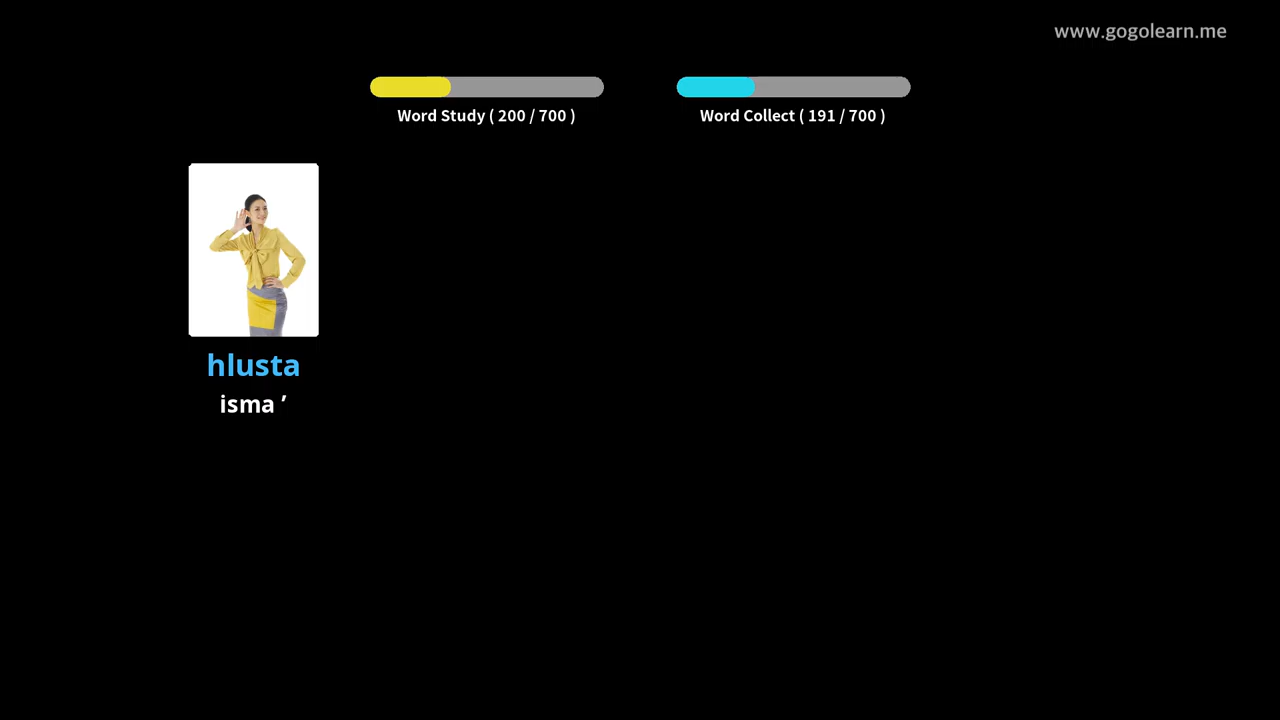 www.gogolearn.me
Word Study ( 200 / 700 )
Word Collect ( 191 / 700 )
hlusta
isma ′